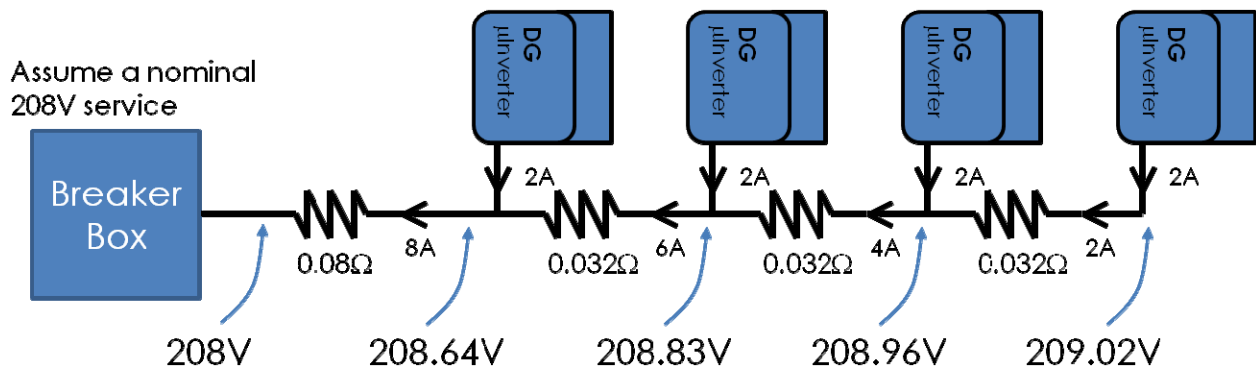 Assume a nominal
208V service
Breaker
Box
DG
µInverter
DG
µInverter
DG
µInverter
DG
µInverter
2A
2A
2A
2A
8A
6A
4A
2A
0.08Ω
0.032Ω
0.032Ω
0.032Ω
208V
208.64V
208.83V
208.96V
209.02V